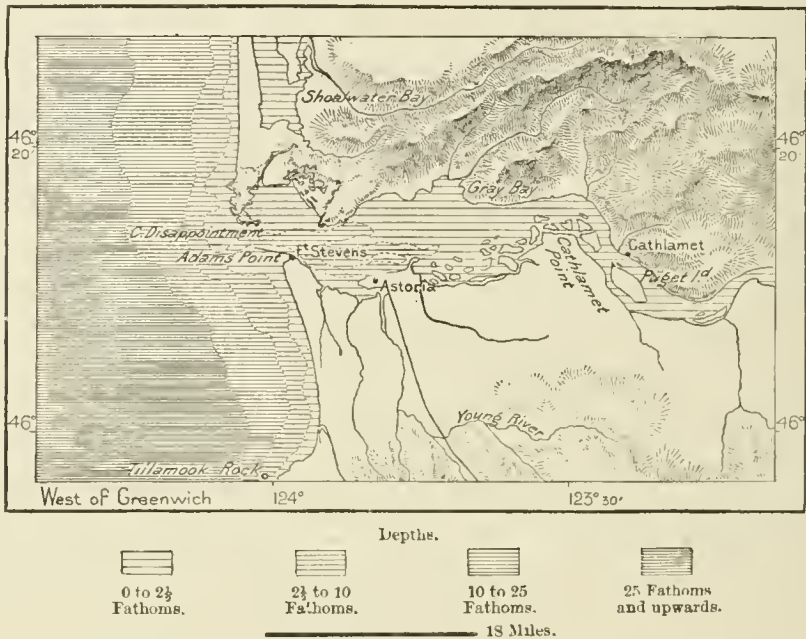 Shoalwater Bay
46°
20'
46°
20'
Gray Bay
C. Disappointment
Ft Stevens
Adams Point
Cathlamet
Cathlamet
Point
Puget Id
Astoria
46°
46°
Young River
Tillamook Rock
West of Greenwich
124°
123°30'
Depths.
0 to 2½
Fathoms.
2½ to 10
Fathoms.
10 to 25
Fathoms.
25 Fathoms
and upwards.
18 Miles.